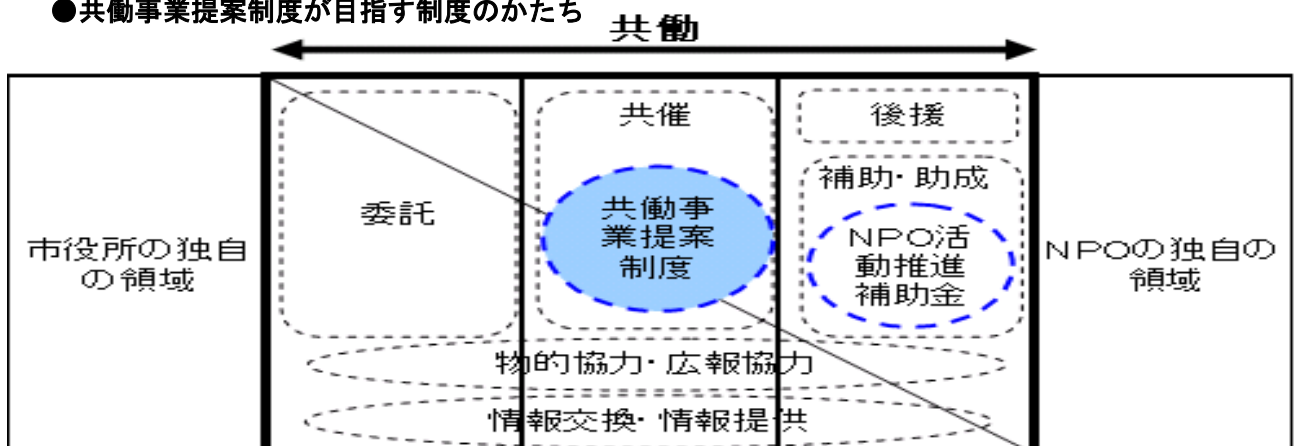 ●共働事業提案制度が目指す制度のかたち
共働
市役所の独自
の領域
委託
共催
共働事
業提案
制度
後援
補助・助成
NPO活
動推進
補助金
NPOの独自の
領域
物的協力・広報協力
情報交換・情報提供